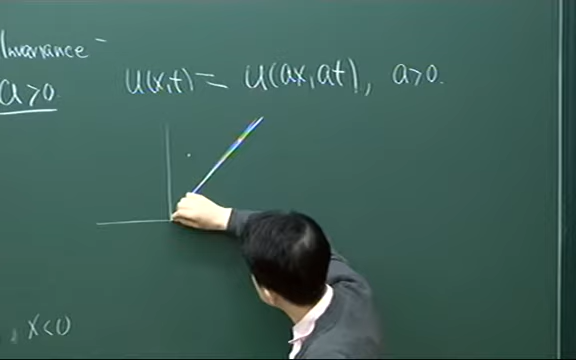 Invariance -
a>0.
u(x,t) = u(ax, at), a>0.
, x<0